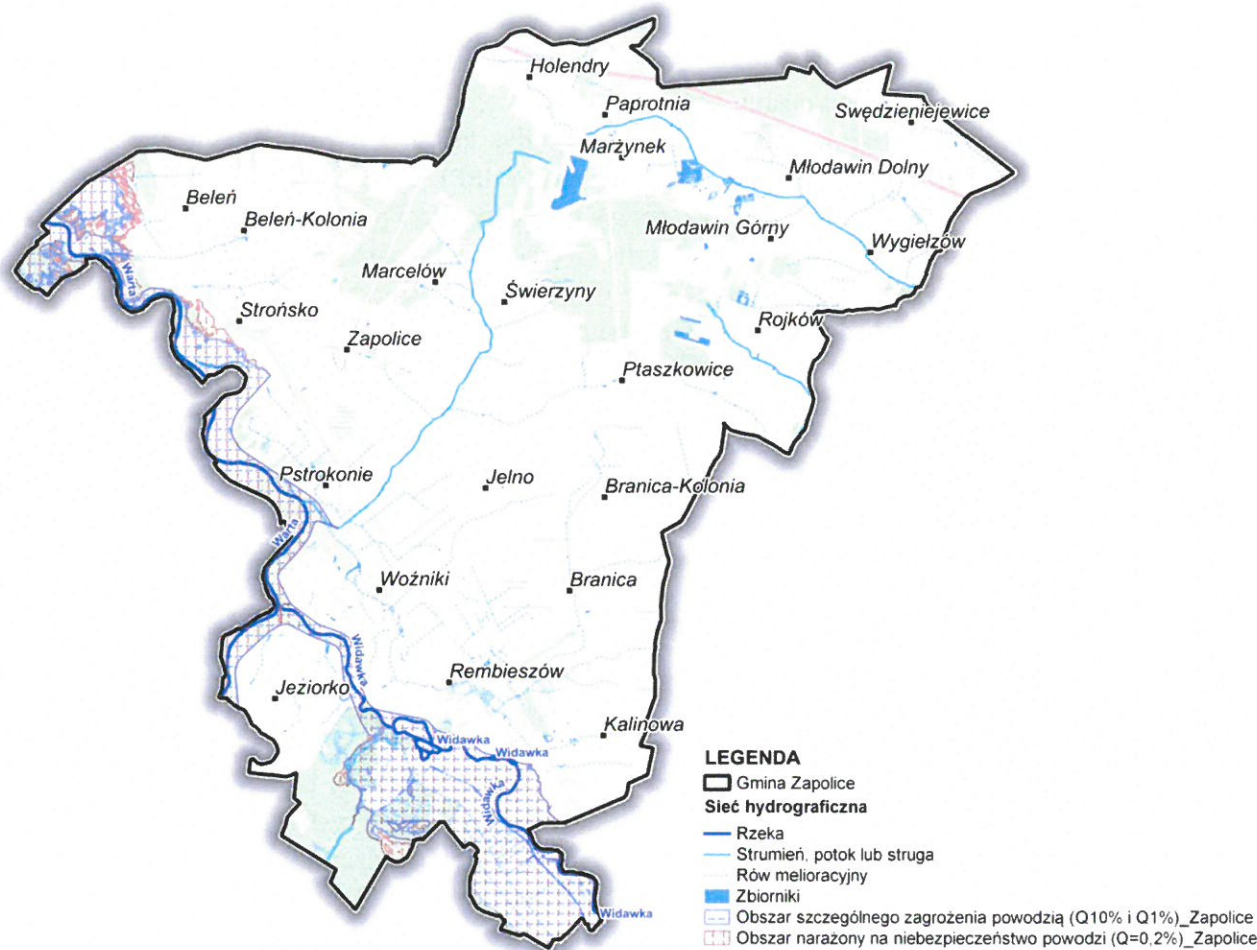 Holendry
Paprotnia
Swędzieniejewice
Marżynek
Młodawin Dolny
Beleń
Beleń-Kolonia
Młodawin Górny
Wygiełzów
Warta
Marcelów
Świerzyny
Strońsko
Zapolice
Rojków
Ptaszkowice
Pstrokonie
Jelno
Branica-Kolonia
Warta
Woźniki
Branica
Widawka
Rembieszów
Jeziorko
Kalinowa
Widawka
Widawka
Widawka
Widawka
LEGENDA
Gmina Zapolice
Sieć hydrograficzna
Rzeka
Strumień, potok lub struga
Rów melioracyjny
Zbiorniki
Obszar szczególnego zagrożenia powodzią (Q10% i Q1%)_Zapolice
Obszar narażony na niebezpieczeństwo powodzi (Q=0,2%)_Zapolice